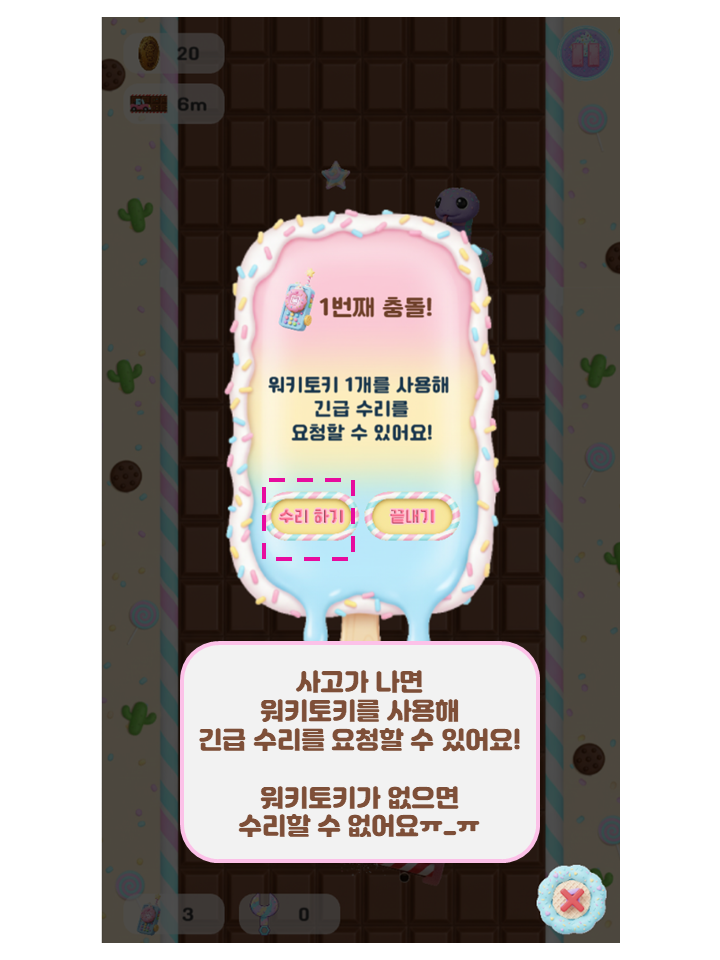 20
6m
1번째 충돌!
워키토키 1개를 사용해
긴급 수리를
요청할 수 있어요!
수리 하기
끝내기
사고가 나면
워키토키를 사용해
긴급 수리를 요청할 수 있어요!
워키토키가 없으면
수리할 수 없어요ㅠ_ㅠ
3
0